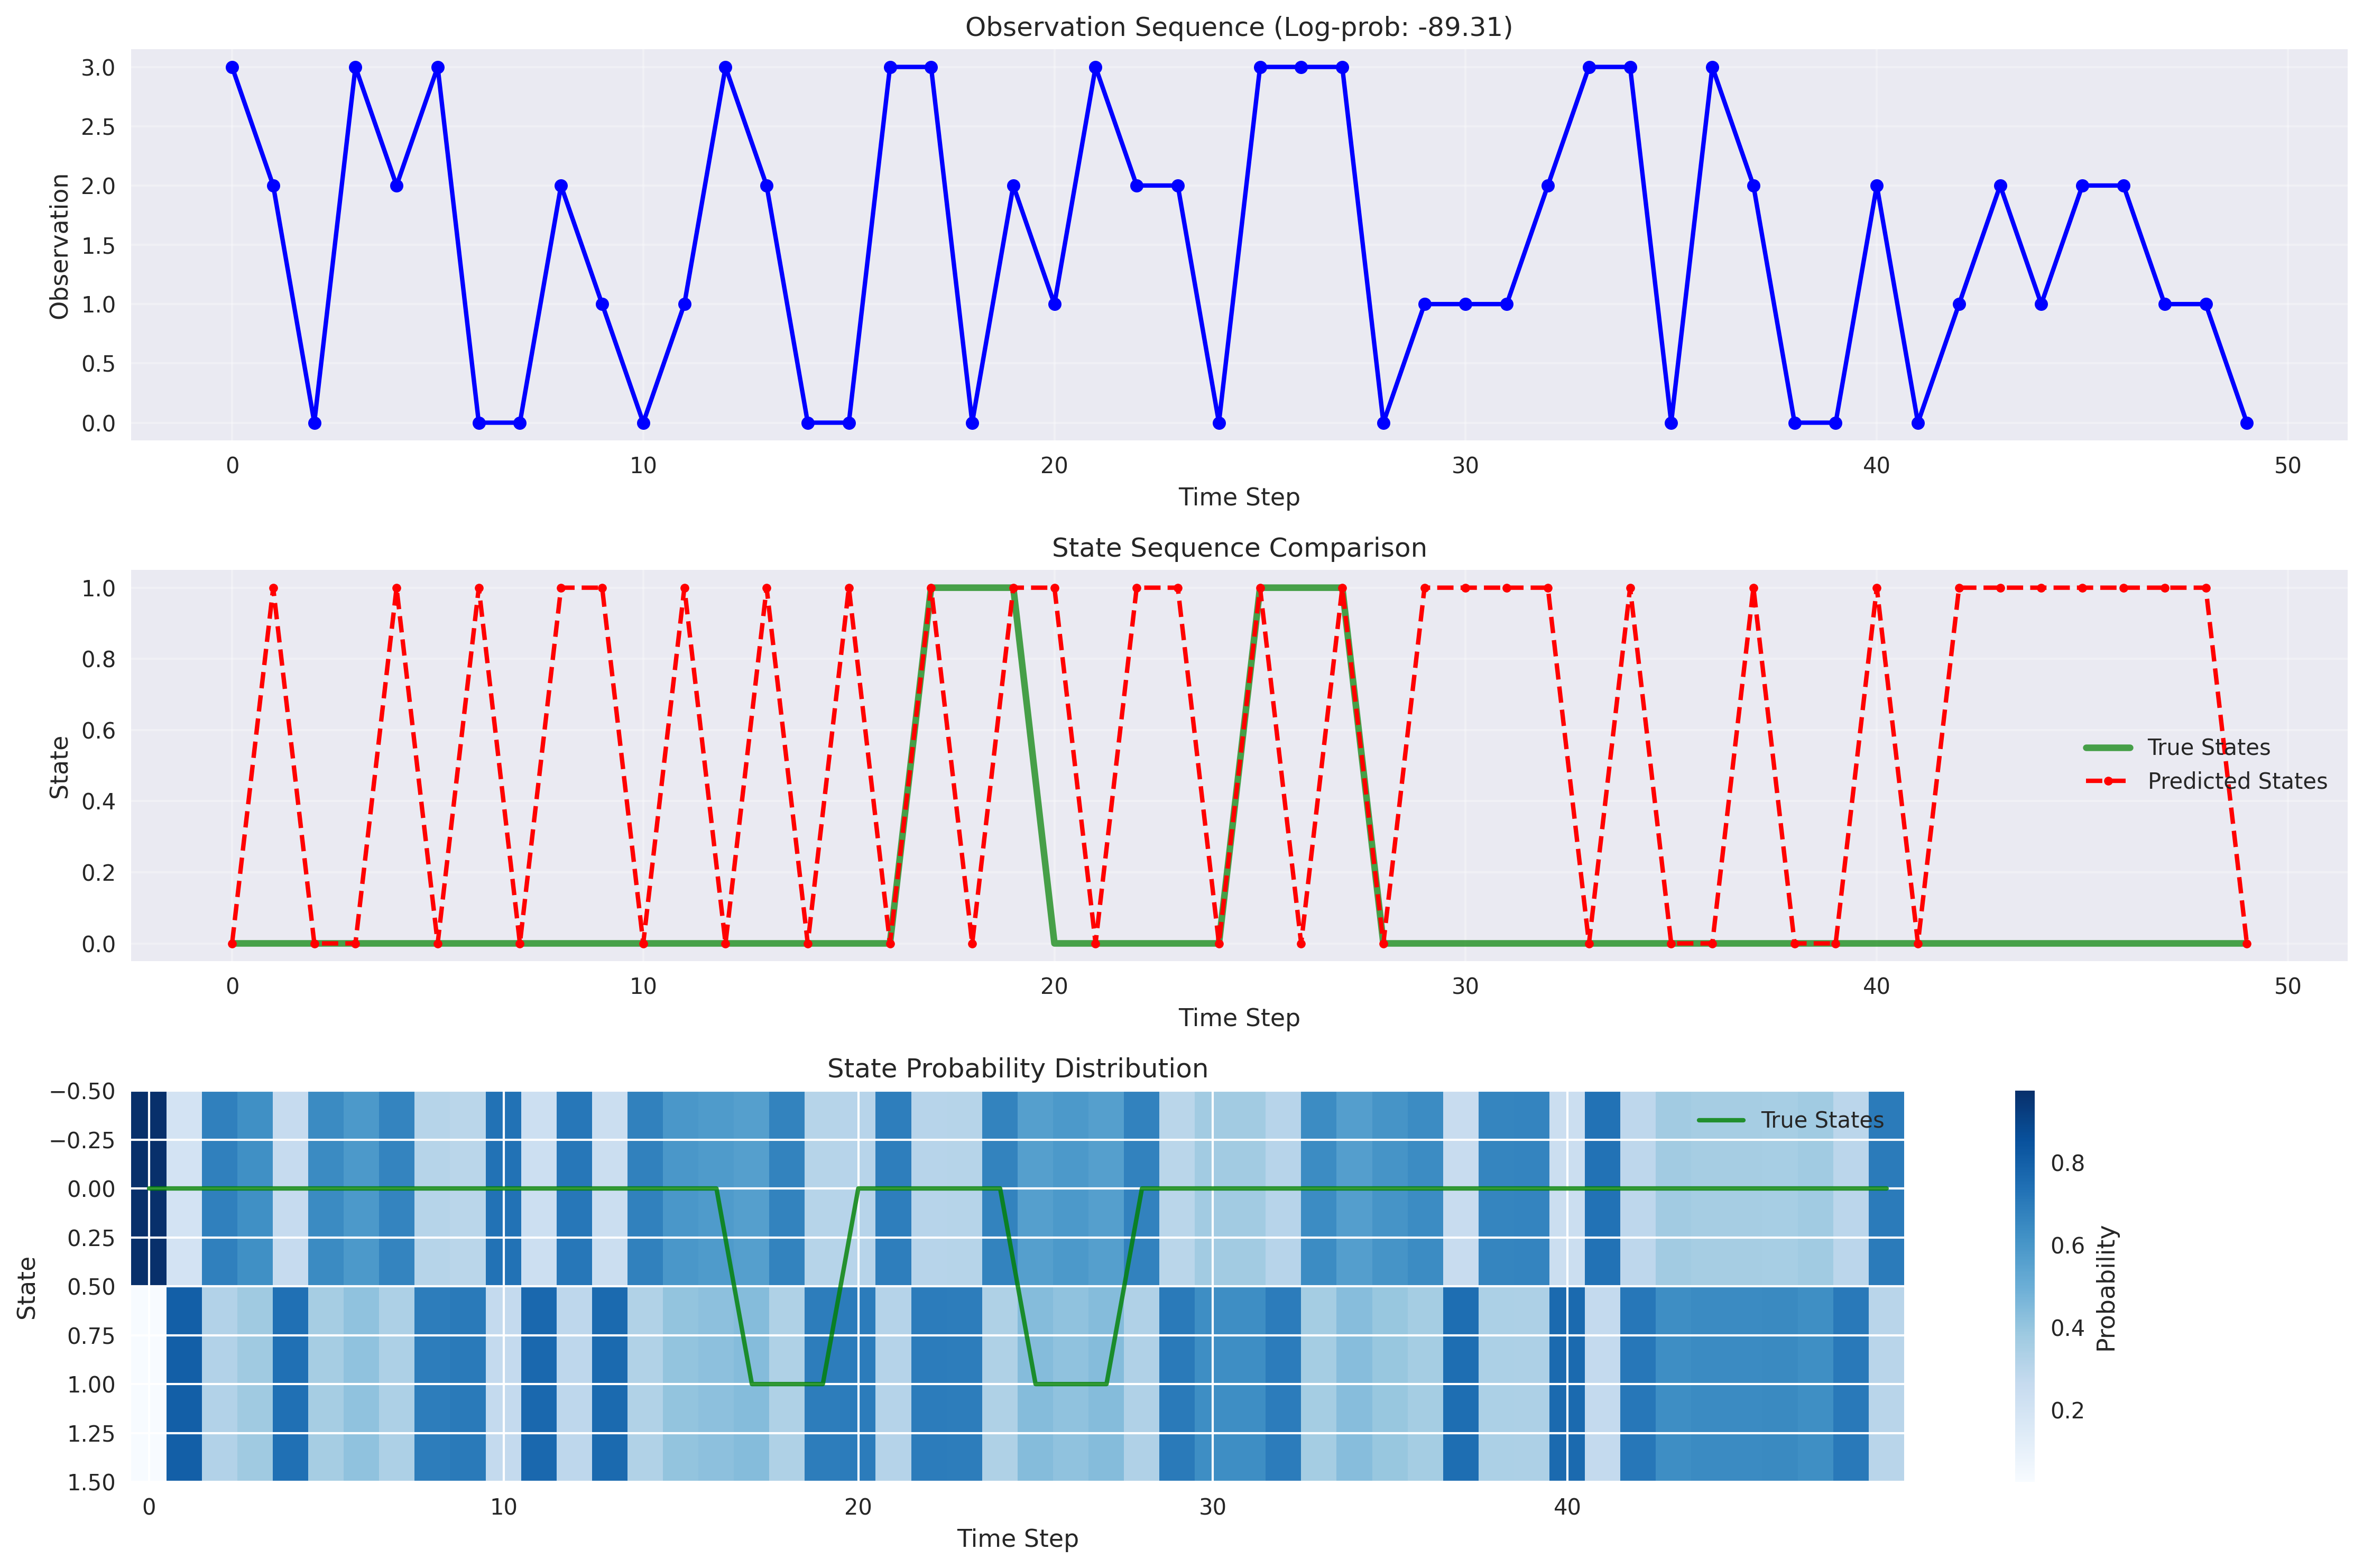 Observation Sequence (Log-prob: -89.31)
3.0
2.5
2.0
1.5
1.0
0.5
0.0
Observation
0 10 20 30 40 50
Time Step
State Sequence Comparison
1.0
0.8
0.6
0.4
0.2
0.0
State
True States
Predicted States
0 10 20 30 40 50
Time Step
State Probability Distribution
−0.50
−0.25
0.00
0.25
0.50
0.75
1.00
1.25
1.50
State
True States
0 10 20 30 40
Time Step
0.8
0.6
0.4
0.2
Probability